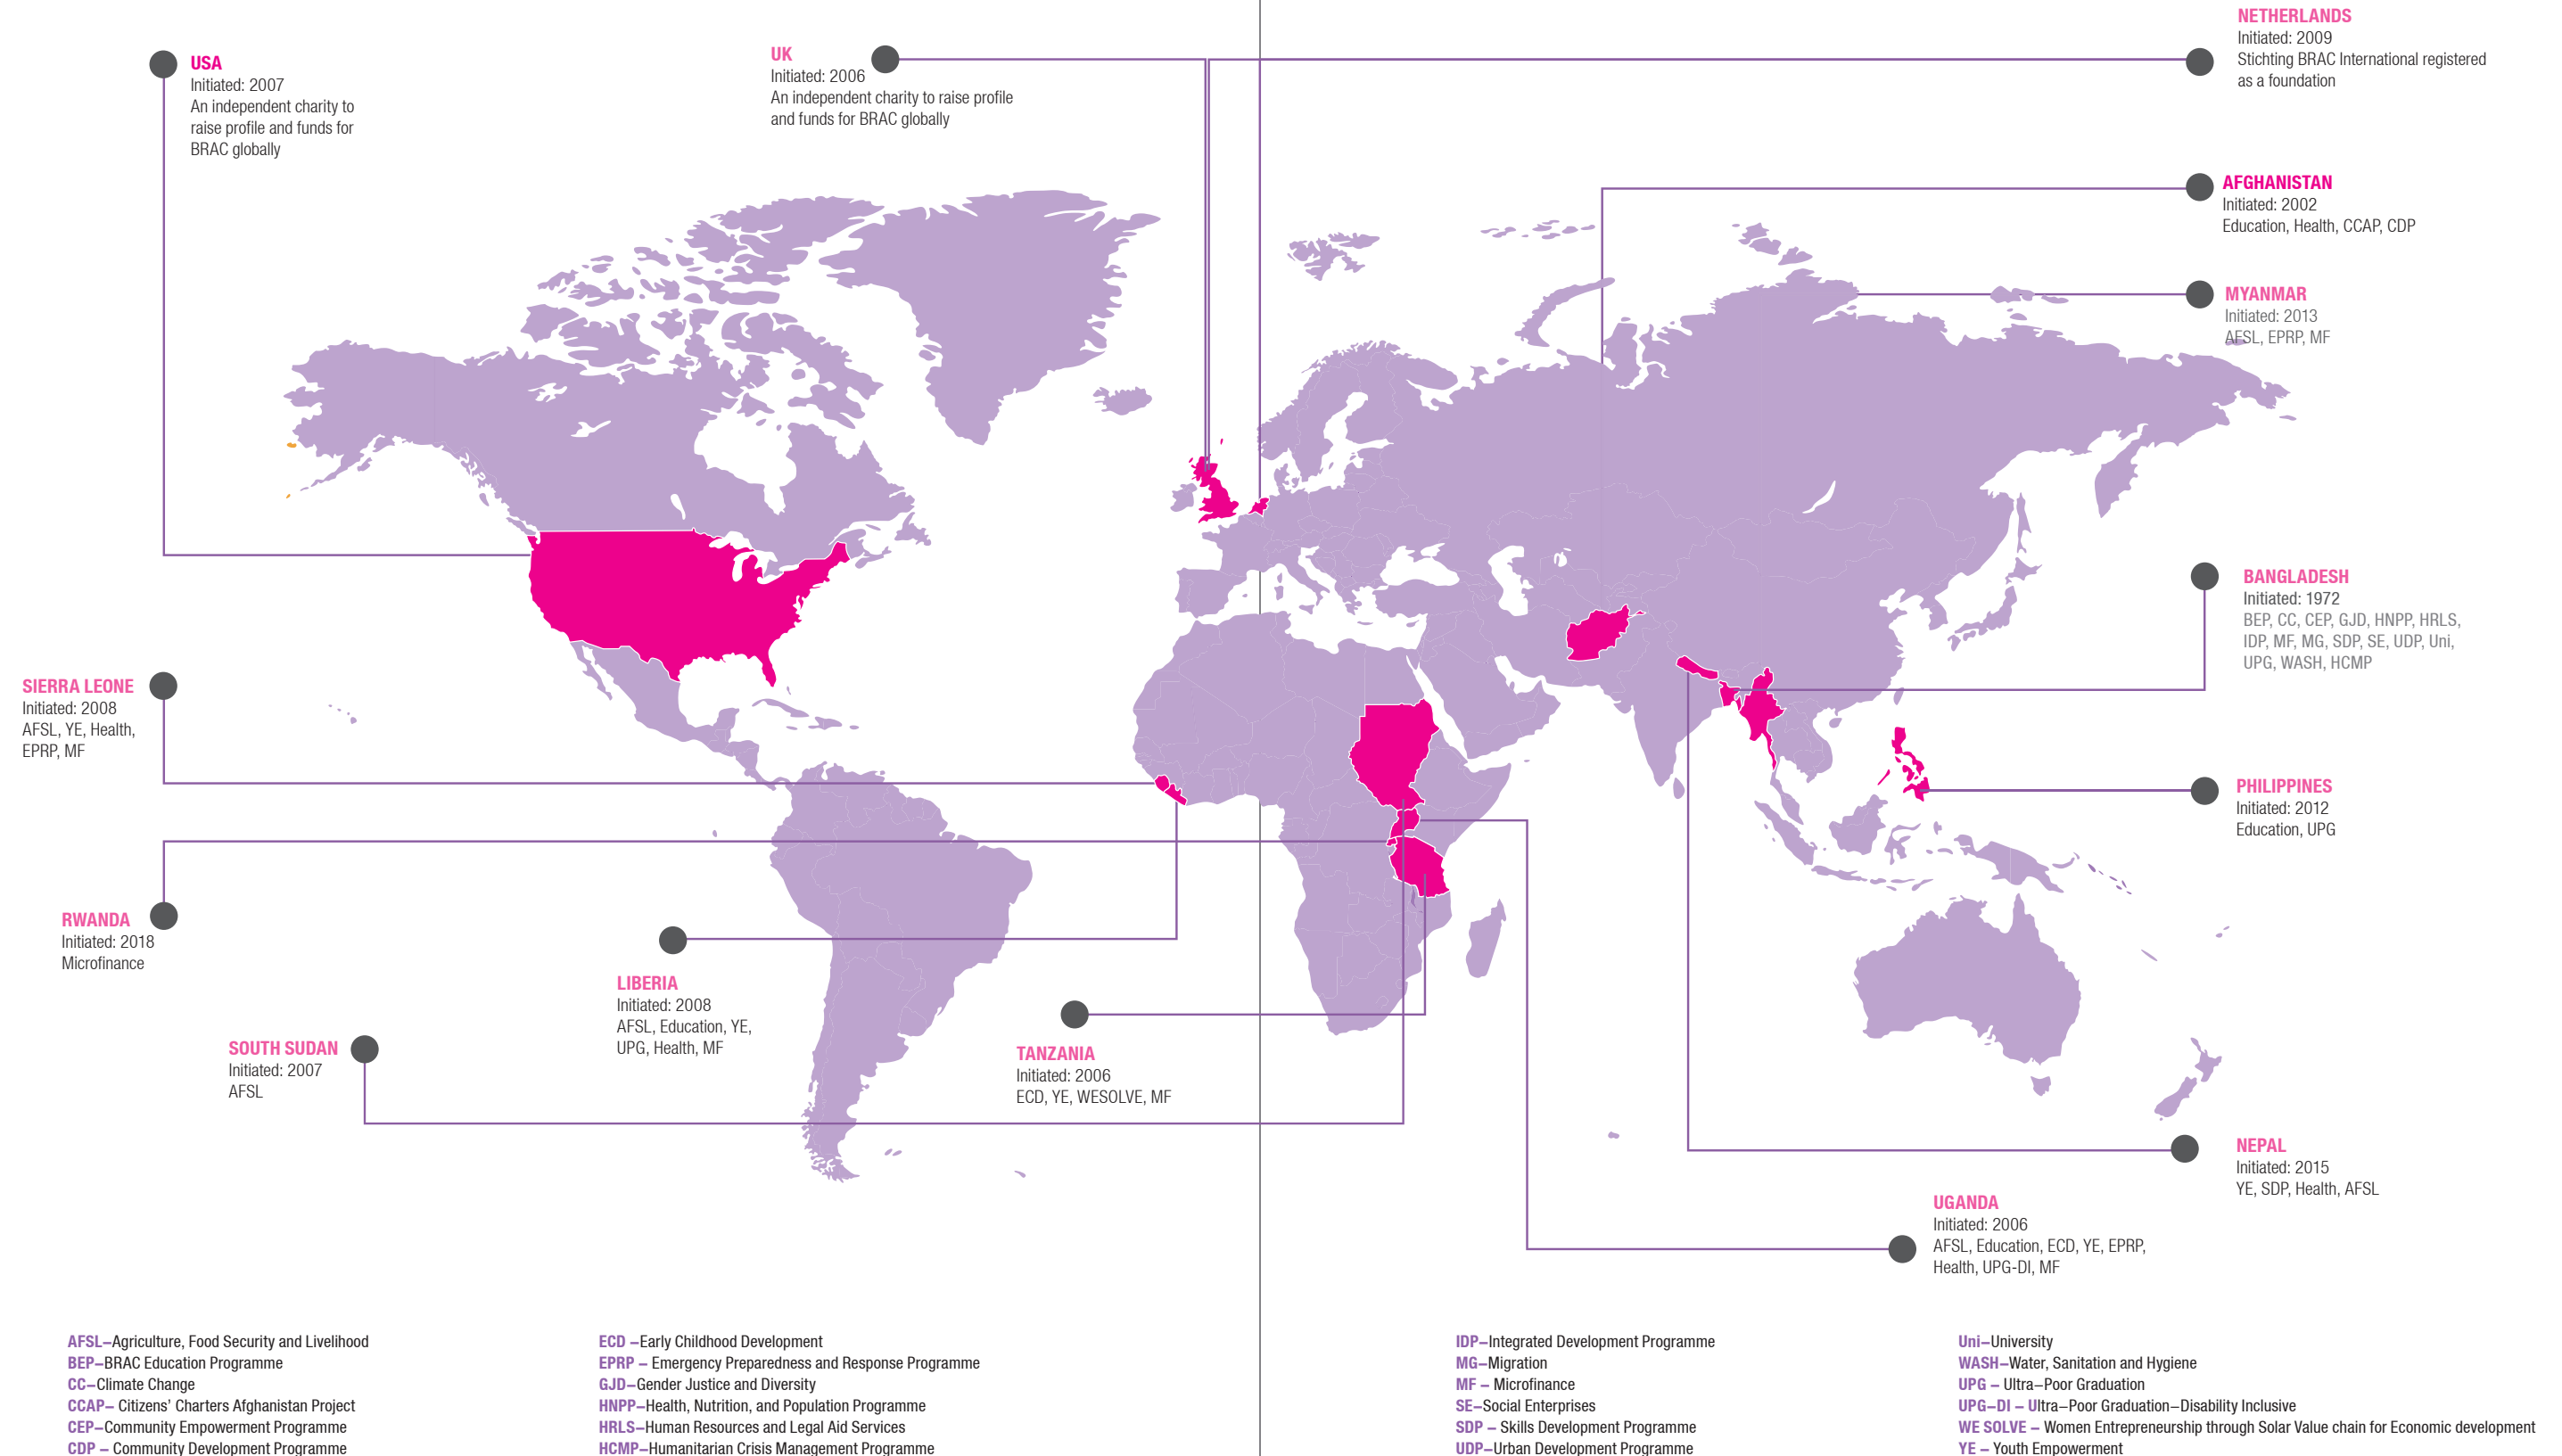 USA
Initiated: 2007
An independent charity to
raise profile and funds for
BRAC globally
UK
Initiated: 2006
An independent charity to raise profile
and funds for BRAC globally
NETHERLANDS
Initiated: 2009
Stichting BRAC International registered
as a foundation
AFGHANISTAN
Initiated: 2002
Education, Health, CCAP, CDP
MYANMAR
Initiated: 2013
AFSL, EPRP, MF
BANGLADESH
Initiated: 1972
BEP, CC, CEP, GJD, HNPP, HRLS,
IDP, MF, MG, SDP, SE, UDP, Uni,
UPG, WASH, HCMP
SIERRA LEONE
Initiated: 2008
AFSL, YE, Health,
EPRP, MF
PHILIPPINES
Initiated: 2012
Education, UPG
RWANDA
Initiated: 2018
Microfinance
LIBERIA
Initiated: 2008
AFSL, Education, YE,
UPG, Health, MF
SOUTH SUDAN
Initiated: 2007
AFSL
TANZANIA
Initiated: 2006
ECD, YE, WESOLVE, MF
NEPAL
Initiated: 2015
YE, SDP, Health, AFSL
UGANDA
Initiated: 2006
AFSL, Education, ECD, YE, EPRP,
Health, UPG-DI, MF
AFSL–Agriculture, Food Security and Livelihood
BEP–BRAC Education Programme
CC–Climate Change
CCAP– Citizens’ Charters Afghanistan Project
CEP–Community Empowerment Programme
CDP – Community Development Programme
ECD –Early Childhood Development
EPRP – Emergency Preparedness and Response Programme
GJD–Gender Justice and Diversity
HNPP–Health, Nutrition, and Population Programme
HRLS–Human Resources and Legal Aid Services
HCMP–Humanitarian Crisis Management Programme
IDP–Integrated Development Programme
MG–Migration
MF – Microfinance
SE–Social Enterprises
SDP – Skills Development Programme
UDP–Urban Development Programme
Uni–University
WASH–Water, Sanitation and Hygiene
UPG – Ultra–Poor Graduation
UPG–DI – Ultra–Poor Graduation–Disability Inclusive
WE SOLVE – Women Entrepreneurship through Solar Value chain for Economic development
YE – Youth Empowerment